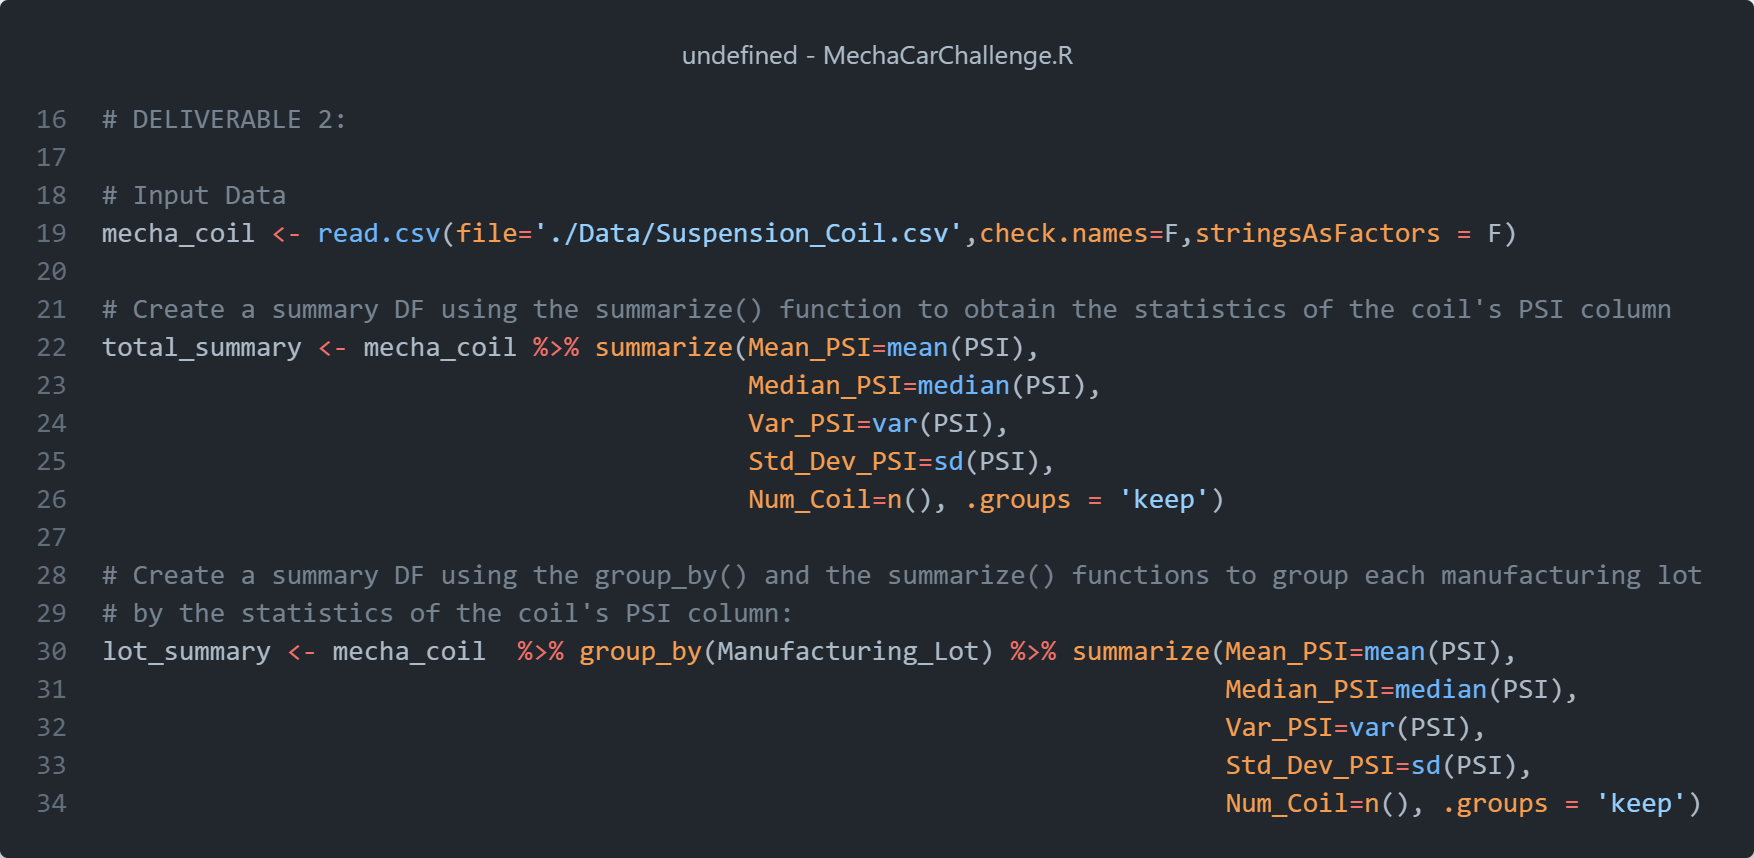 undefined - MechaCarChallenge.R
16 # DELIVERABLE 2:
17
18 # Input Data
19 mecha_coil <- read.csv(file='./Data/Suspension_Coil.csv',check.names=F,stringsAsFactors = F)
20
21 # Create a summary DF using the summarize() function to obtain the statistics of the coil's PSI column
22 total_summary <- mecha_coil %>% summarize(Mean_PSI=mean(PSI),
23                                           Median_PSI=median(PSI),
24                                           Var_PSI=var(PSI),
25                                           Std_Dev_PSI=sd(PSI),
26                                           Num_Coil=n(), .groups = 'keep')
27
28 # Create a summary DF using the group_by() and the summarize() functions to group each manufacturing lot
29 # by the statistics of the coil's PSI column:
30 lot_summary <- mecha_coil  %>% group_by(Manufacturing_Lot) %>% summarize(Mean_PSI=mean(PSI),
31                                                                          Median_PSI=median(PSI),
32                                                                          Var_PSI=var(PSI),
33                                                                          Std_Dev_PSI=sd(PSI),
34                                                                          Num_Coil=n(), .groups = 'keep')